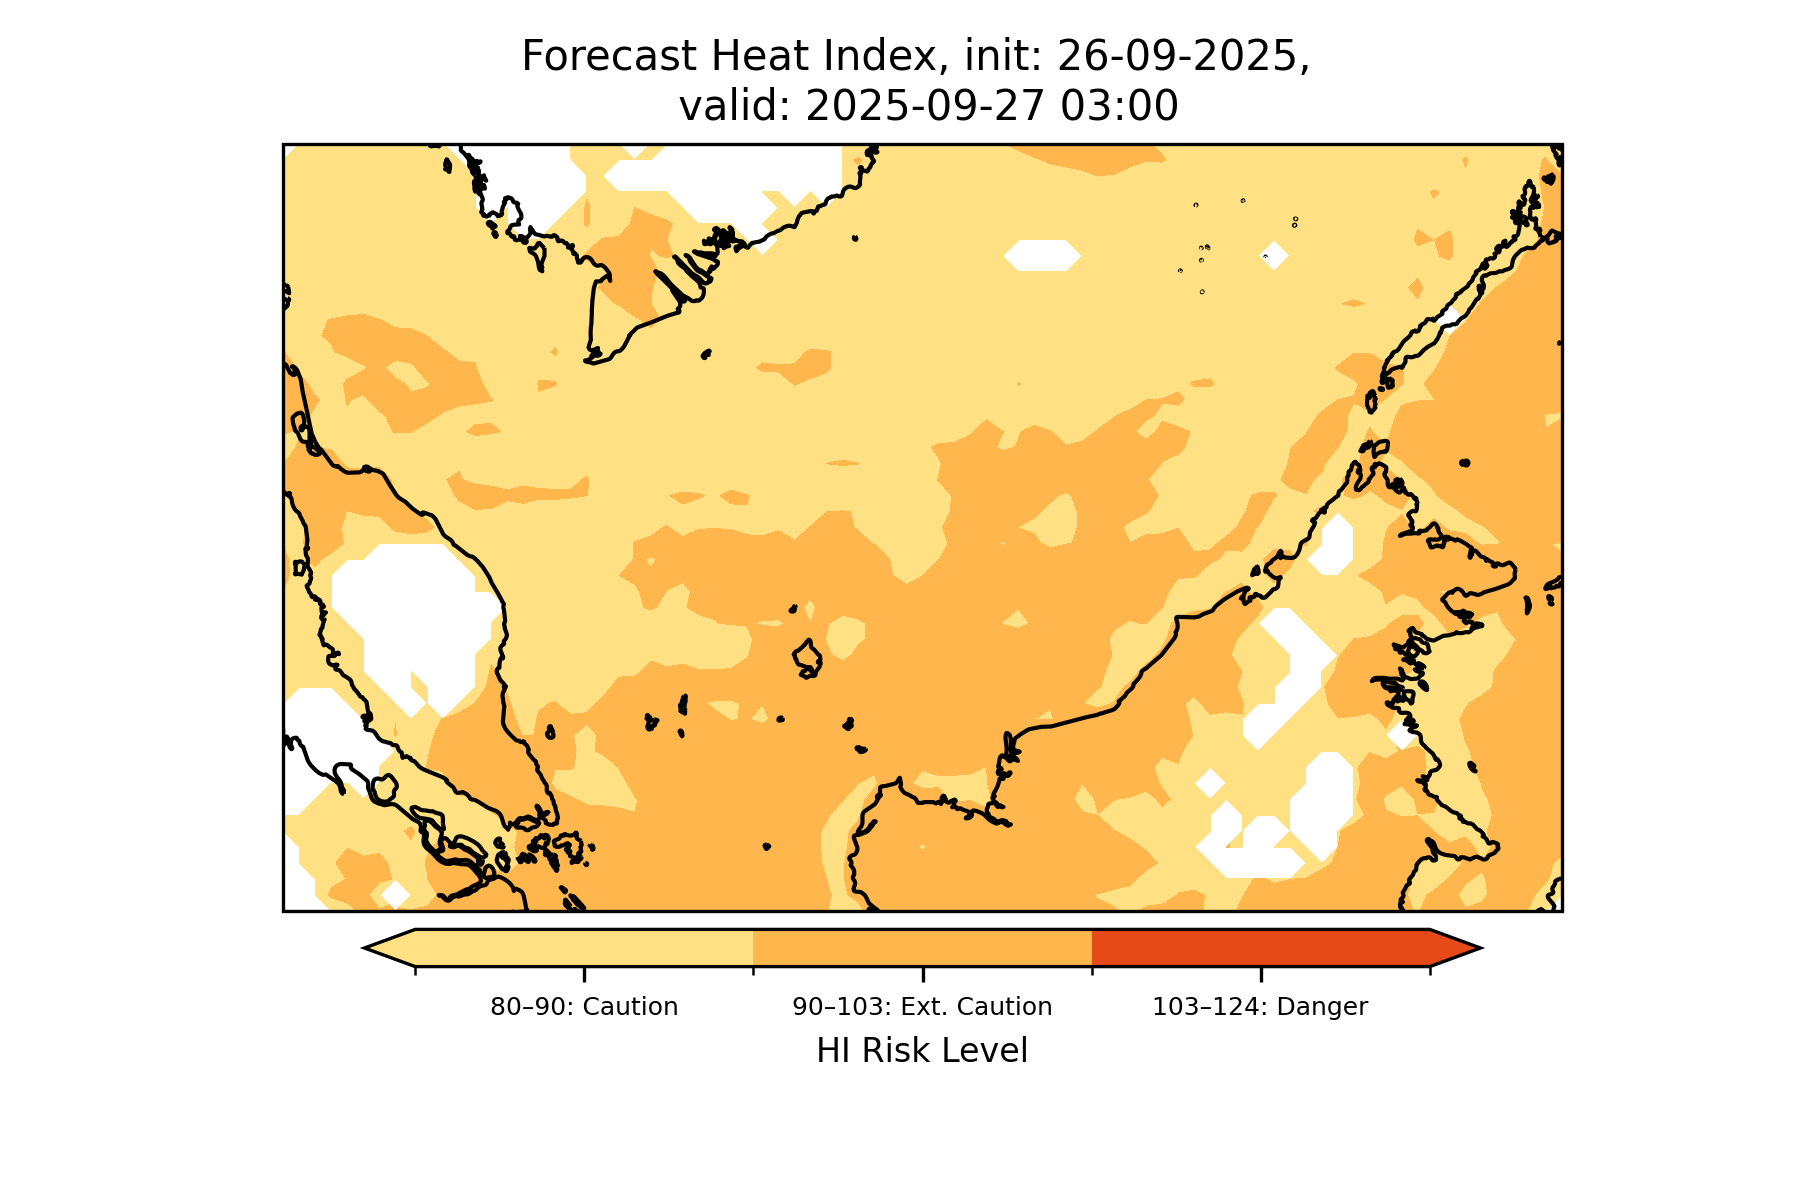 Forecast Heat Index, init: 26-09-2025,
valid: 2025-09-27 03:00
80–90: Caution
90–103: Ext. Caution
103–124: Danger
HI Risk Level